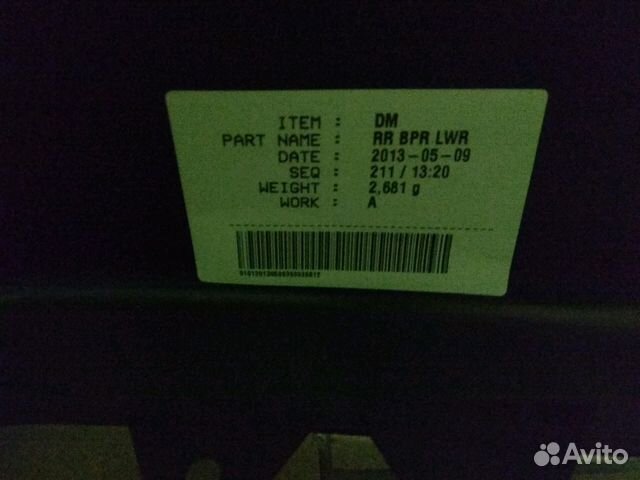 ITEM : DM
PART NAME : RR BPR LWR
DATE : 2013-05-09
SEQ : 211 / 13:20
WEIGHT : 2,681 g
WORK : A
Avito